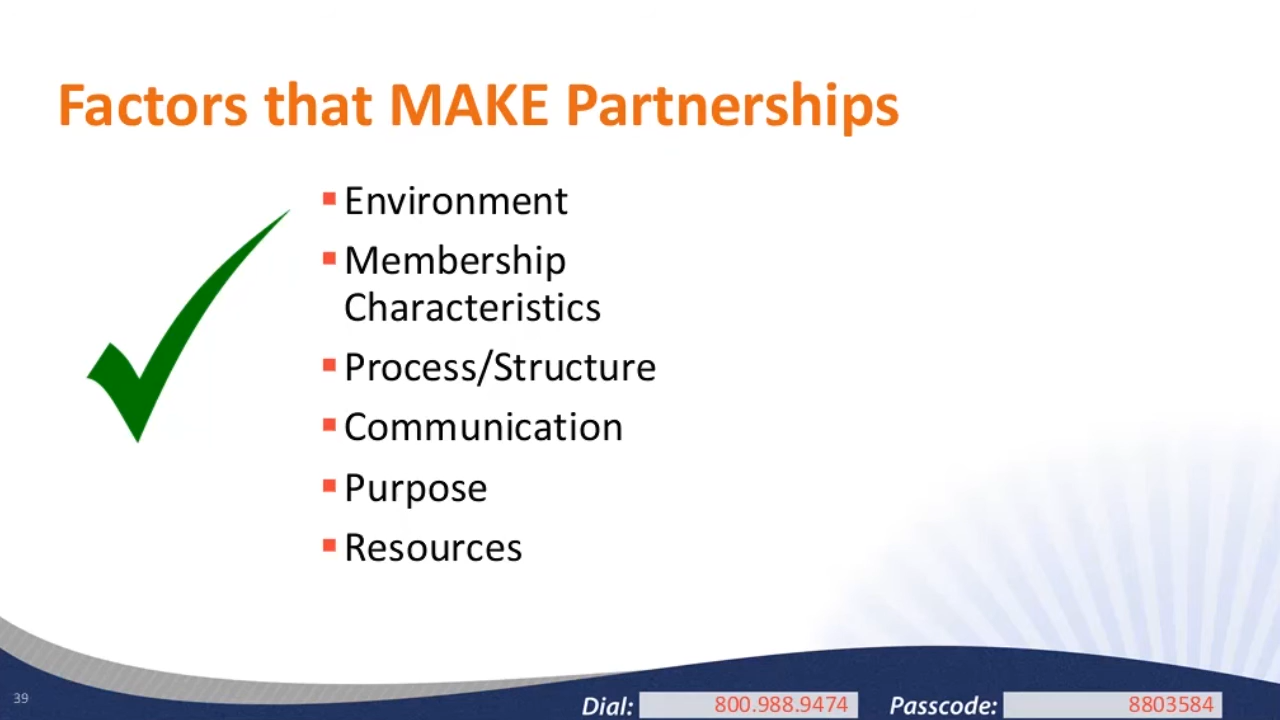 Factors that MAKE Partnerships
▪ Environment
▪ Membership
Characteristics
▪ Process/Structure
▪ Communication
▪ Purpose
▪ Resources
39
Dial: 800.988.9474 Passcode: 8803584